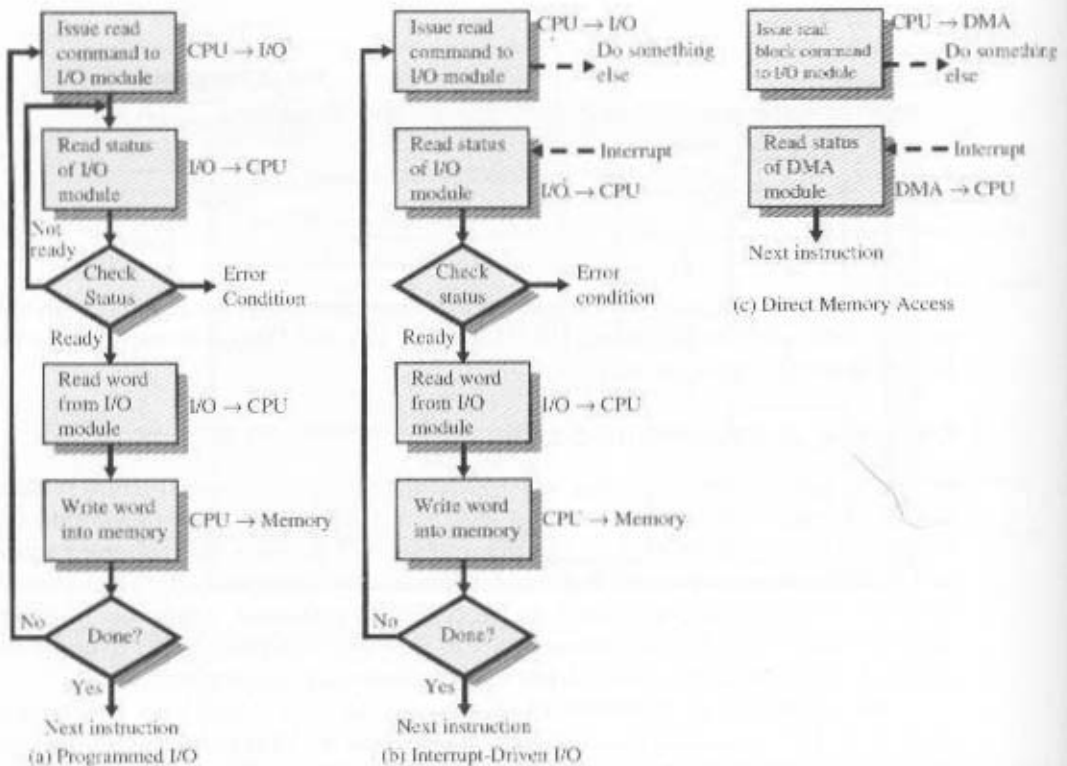 Issue read
command to
I/O module
CPU → I/O
Read status
of I/O
module
I/O → CPU
Not
ready
Check
Status
Error
Condition
Ready
Read word
from I/O
module
I/O → CPU
Write word
into memory
CPU → Memory
No
Done?
Yes
Next instruction
(a) Programmed I/O
Issue read
command to
I/O module
CPU → I/O
Do something
else
Read status
of I/O
module
Interrupt
I/O → CPU
Check
status
Error
condition
Ready
Read word
from I/O
module
I/O → CPU
Write word
into memory
CPU → Memory
No
Done?
Yes
Next instruction
(b) Interrupt-Driven I/O
Issue read
block command
to I/O module
CPU → DMA
Do something
else
Read status
of DMA
module
Interrupt
DMA → CPU
Next instruction
(c) Direct Memory Access